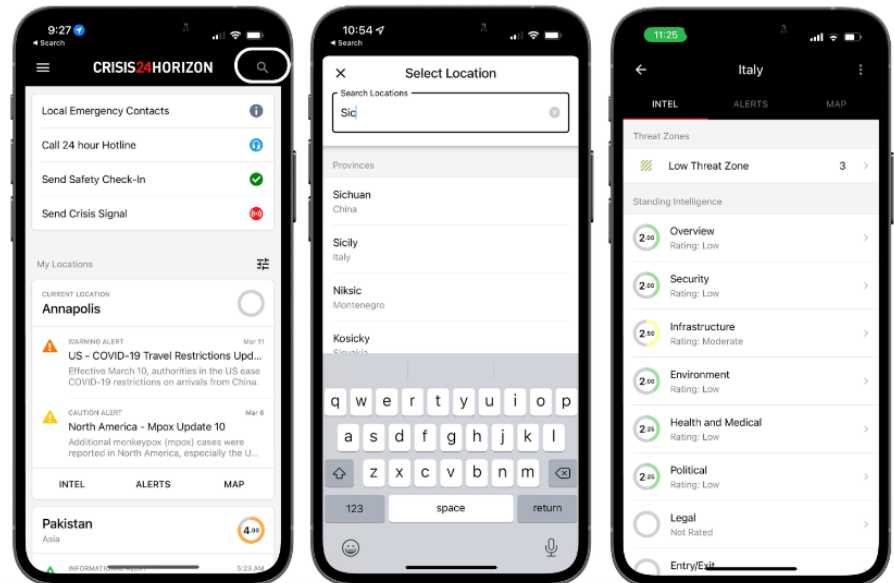 9:27
◀ Search
CRISIS24HORIZON
Local Emergency Contacts
Call 24 hour Hotline
Send Safety Check-In
Send Crisis Signal
My Locations
CURRENT LOCATION
Annapolis
WARNING ALERT Mar 11
US - COVID-19 Travel Restrictions Upd...
Effective March 10, authorities in the US ease
COVID-19 restrictions on arrivals from China.
CAUTION ALERT Mar 6
North America - Mpox Update 10
Additional monkeypox (mpox) cases were
reported in North America, especially the U...
INTEL ALERTS MAP
Pakistan
Asia
4.00
INFORMATIONAL ALERT 5:23 AM
10:54
◀ Search
Select Location
Search Locations
Sic
Provinces
Sichuan
China
Sicily
Italy
Niksic
Montenegro
Kosicky
Slovakia
q w e r t y u i o p
a s d f g h j k l
z x c v b n m
123 space return
11:25
Italy
INTEL ALERTS MAP
Threat Zones
Low Threat Zone 3
Standing Intelligence
2.00 Overview
Rating: Low
2.00 Security
Rating: Low
2.50 Infrastructure
Rating: Moderate
2.00 Environment
Rating: Low
2.25 Health and Medical
Rating: Low
2.25 Political
Rating: Low
Legal
Not Rated
Entry/Exit